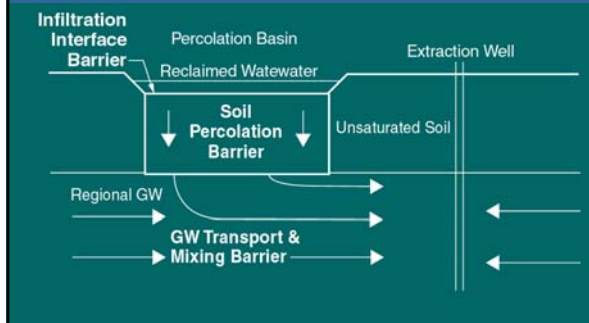 Infiltration
Interface
Barrier
Percolation Basin
Reclaimed Watewater
Extraction Well
Soil
Percolation
Barrier
Unsaturated Soil
Regional GW
GW Transport &
Mixing Barrier